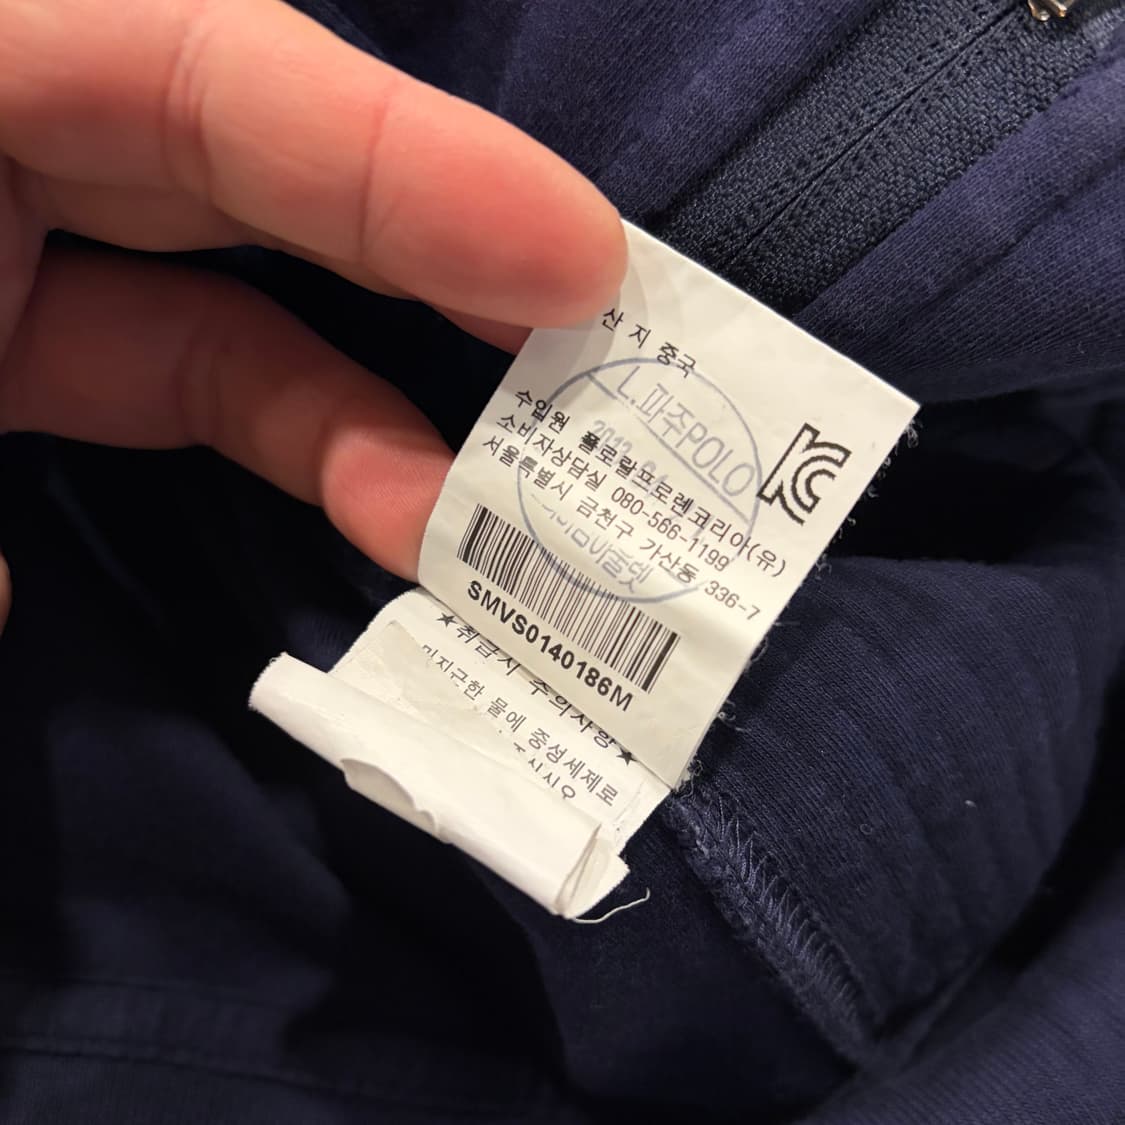 산 지 중국
L.파주POLO
수입원 폴로랄프로렌코리아(유)
소비자상담실 080-566-1199
서울특별시 금천구 가산동 336-7
SMVS0140186M
★취급시 주의사항★
미지근한 물에 중성세제로